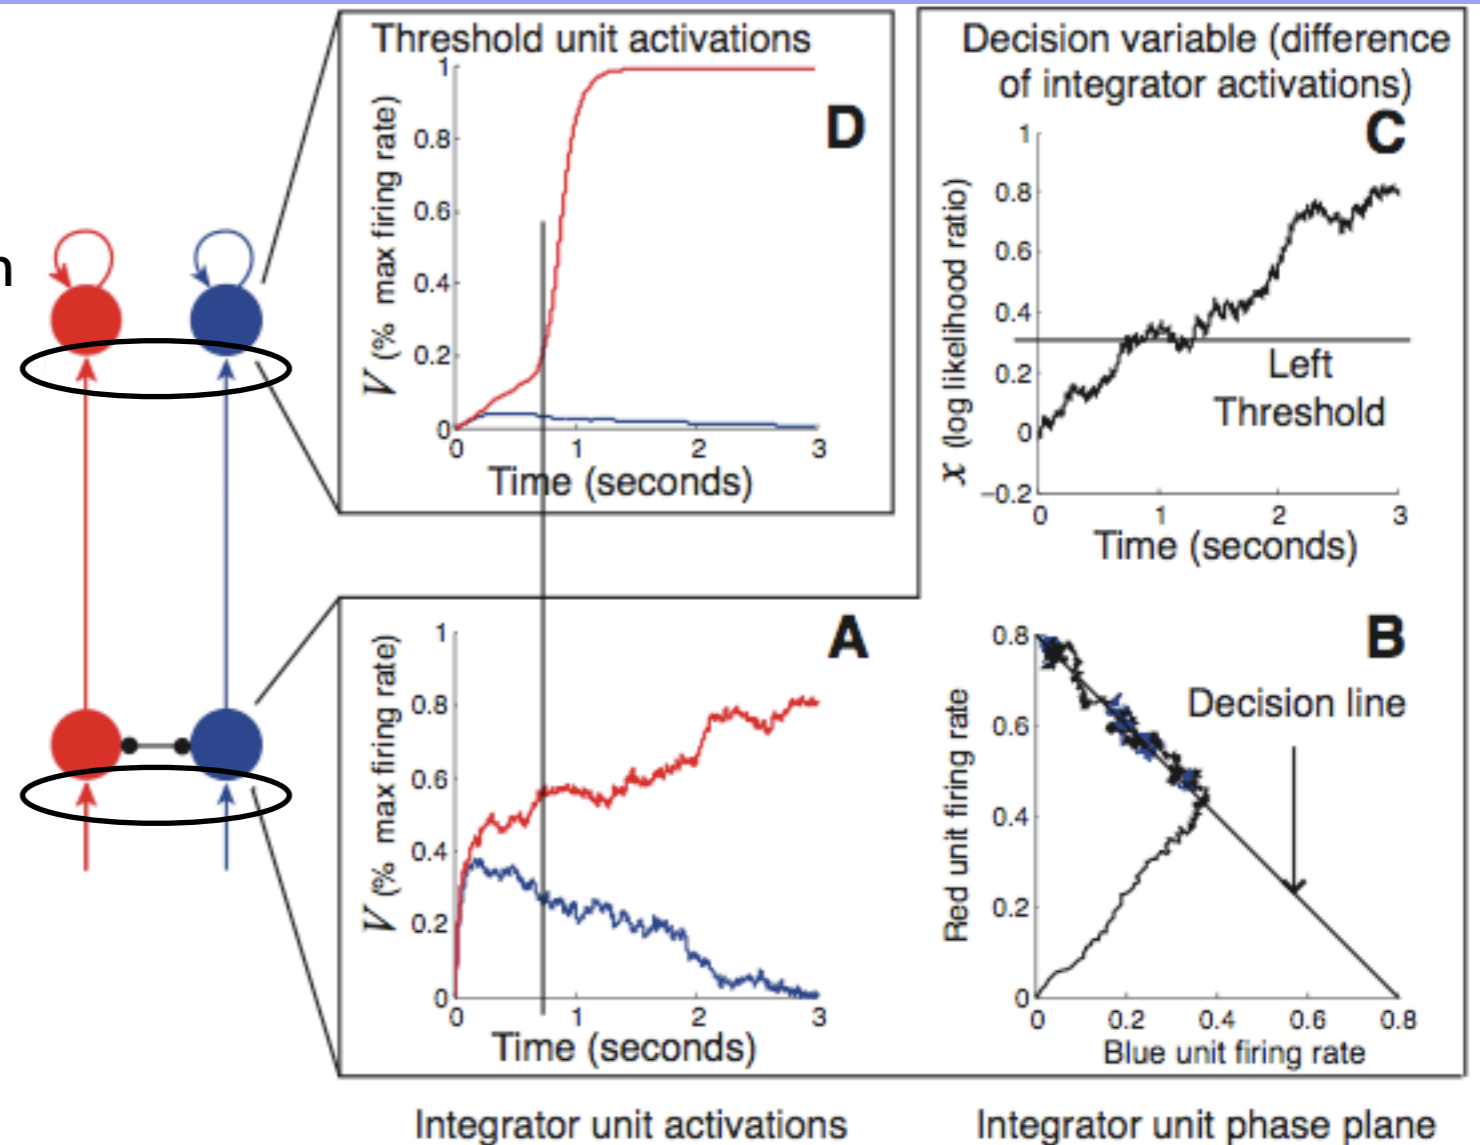 n
Threshold unit activations
D
V (% max firing rate)
1
0.8
0.6
0.4
0.2
0
0 1 2 3
Time (seconds)
Decision variable (difference
of integrator activations)
C
x (log likelihood ratio)
1
0.8
0.6
0.4
0.2
0
−0.2
Left
Threshold
0 1 2 3
Time (seconds)
A
V (% max firing rate)
1
0.8
0.6
0.4
0.2
0
0 1 2 3
Time (seconds)
Integrator unit activations
B
Decision line
Red unit firing rate
0.8
0.6
0.4
0.2
0
0 0.2 0.4 0.6 0.8
Blue unit firing rate
Integrator unit phase plane